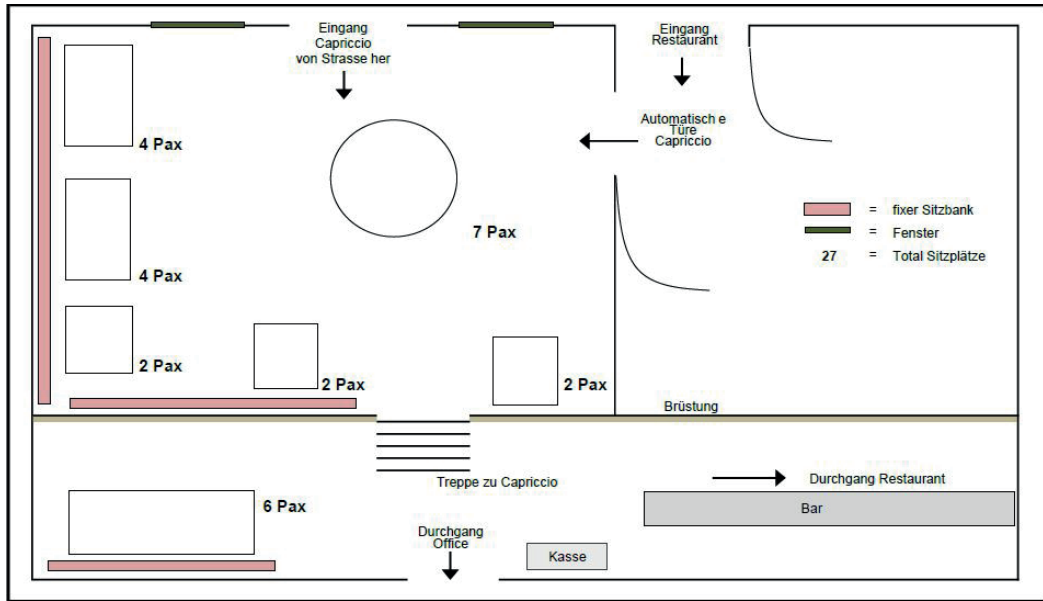 Eingang
Capriccio
von Strasse her
Eingang
Restaurant
Automatisch e
Türe
Capriccio
4 Pax
7 Pax
= fixer Sitzbank
= Fenster
27 = Total Sitzplätze
4 Pax
2 Pax
2 Pax
2 Pax
Brüstung
Treppe zu Capriccio
Durchgang Restaurant
6 Pax
Bar
Durchgang
Office
Kasse